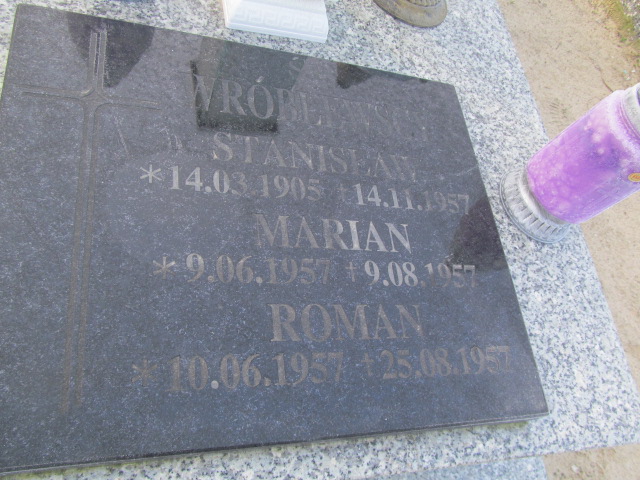 WRÓBLEWSCY
STANISŁAW
* 14.03.1905 + 14.11.1957
MARIAN
* 9.06.1957 + 9.08.1957
ROMAN
* 10.06.1957 + 25.08.1957